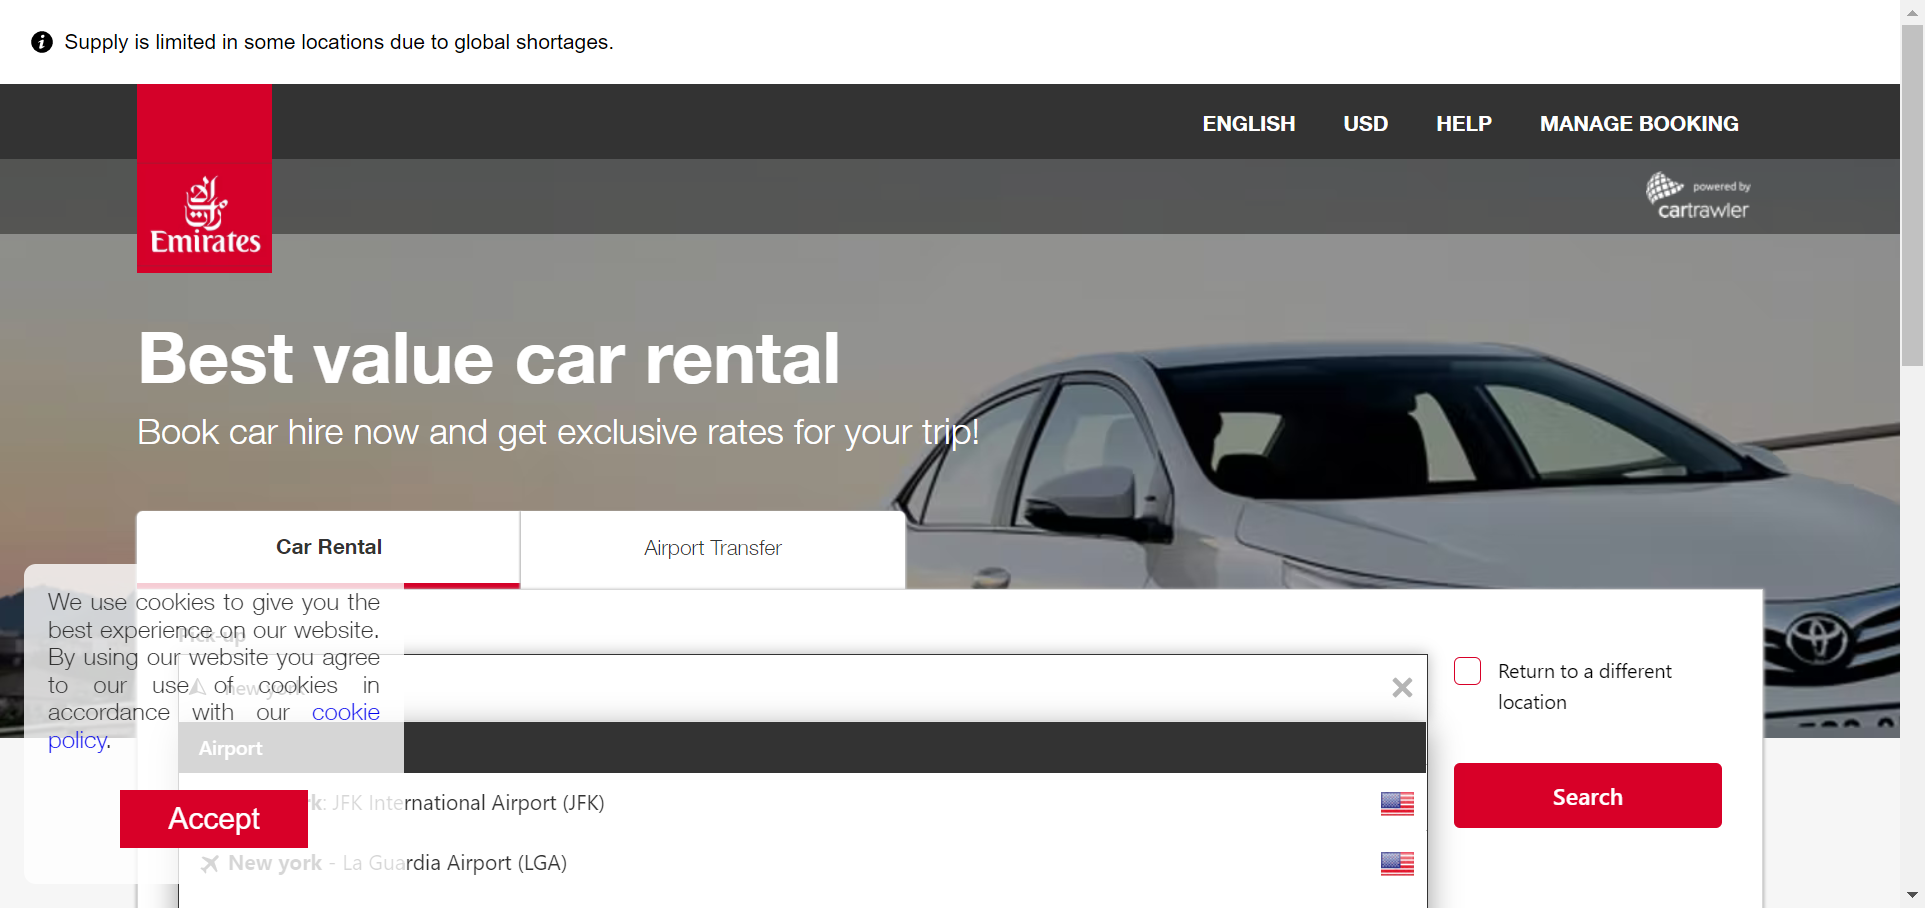 Supply is limited in some locations due to global shortages.
ENGLISH USD HELP MANAGE BOOKING
powered by
cartrawler
Emirates
Best value car rental
Book car hire now and get exclusive rates for your trip!
Car Rental Airport Transfer
We use cookies to give you the
best experience on our website.
By using our website you agree
to our use of cookies in
accordance with our cookie
policy.
Accept
Pick-up
new york
Return to a different
location
Airport
k: JFK International Airport (JFK)
New york - La Guardia Airport (LGA)
Search